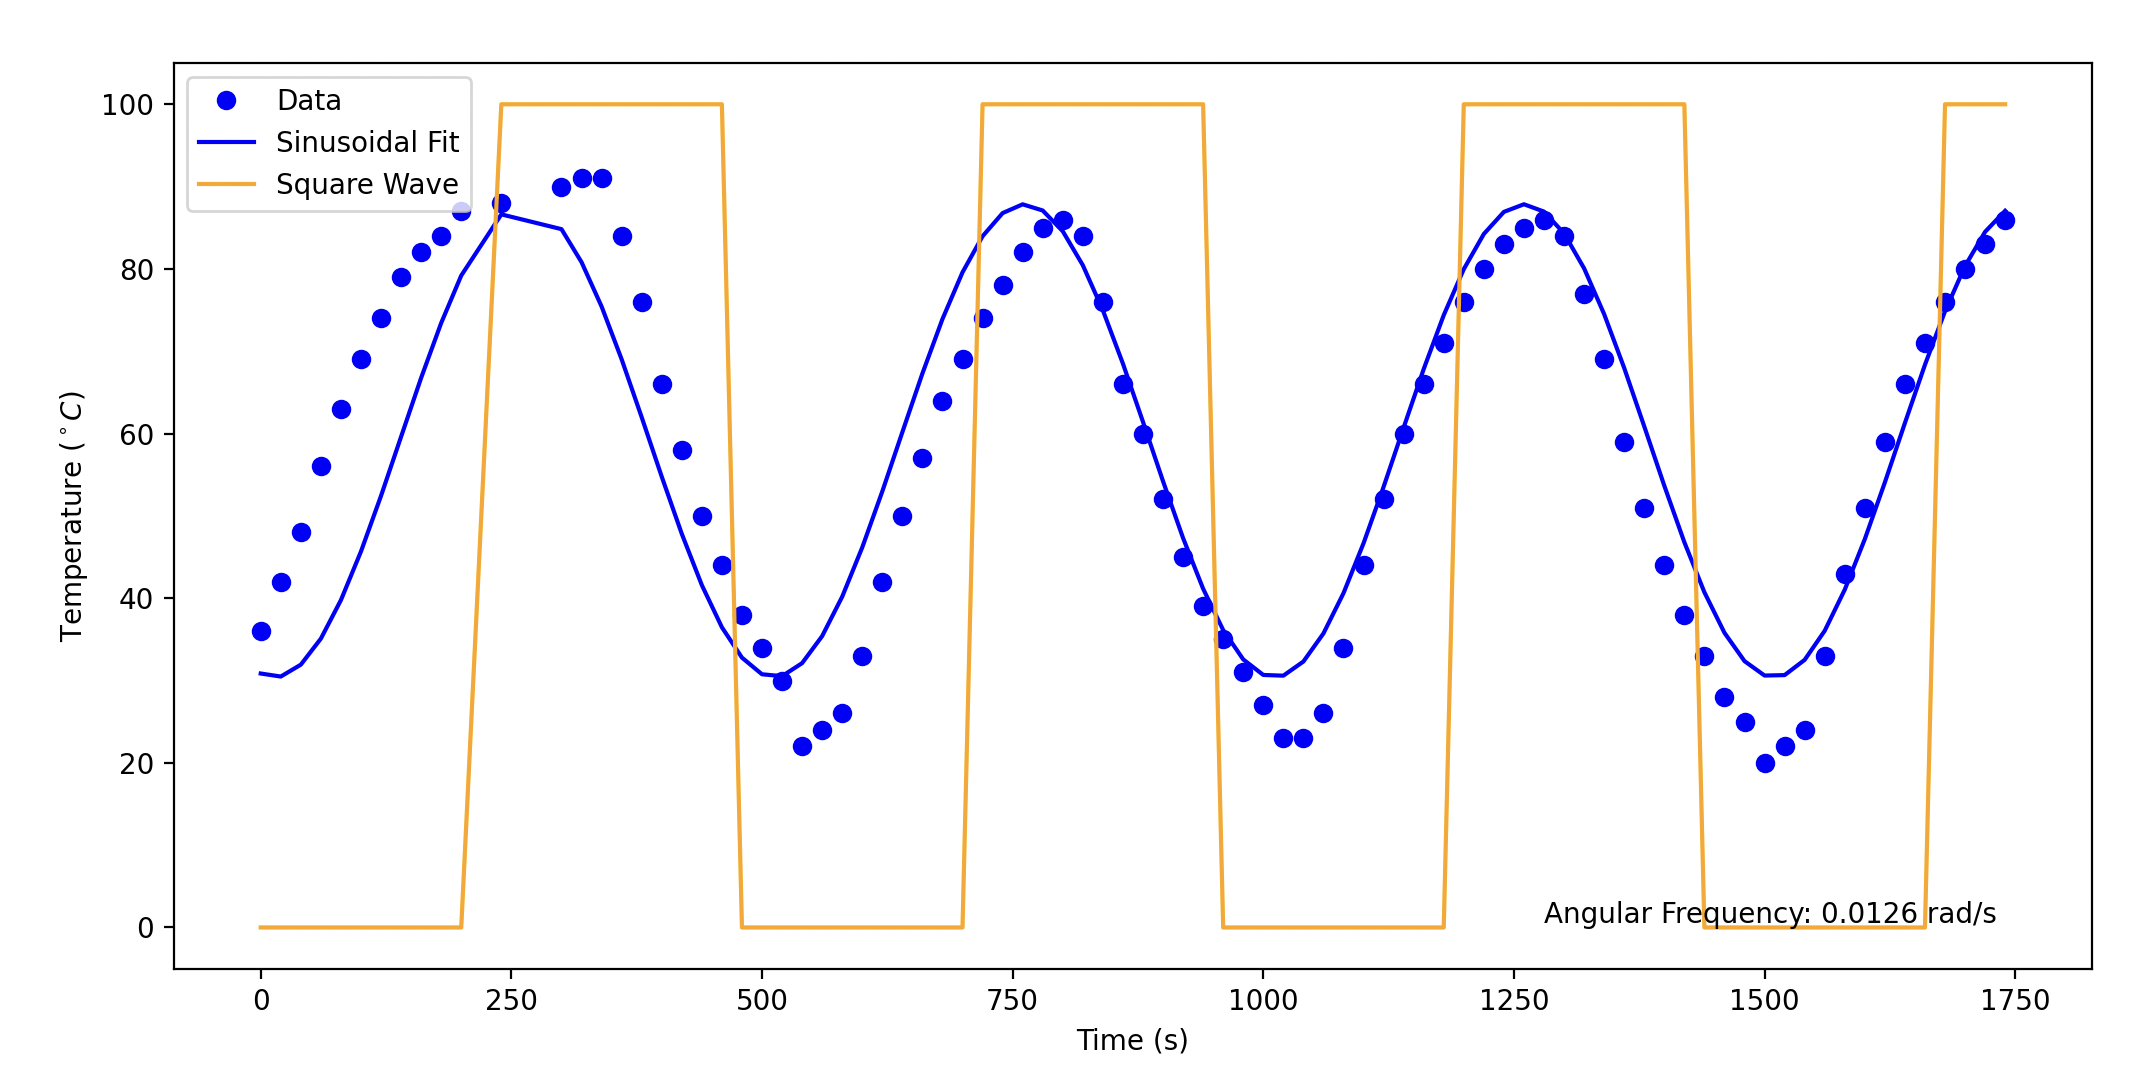 Data
Sinusoidal Fit
Square Wave
100
80
60
40
20
0
Temperature (°C)
Angular Frequency: 0.0126 rad/s
0 250 500 750 1000 1250 1500 1750
Time (s)